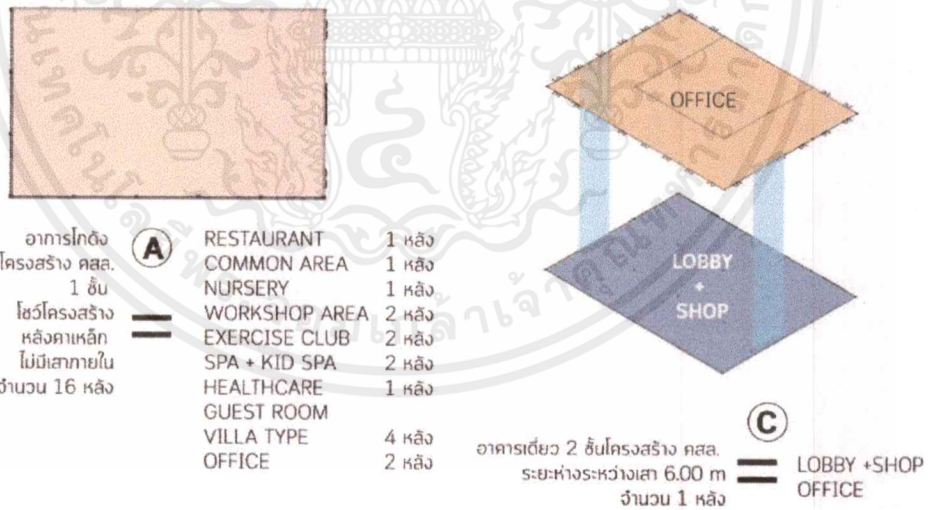 OFFICE
LOBBY
+
SHOP
อาการโกดัง
โครงสร้าง คสล.
1 ชั้น
โชว์โครงสร้าง
หลังคาเหล็ก
ไม่มีเสาภายใน
จำนวน 16 หลัง
A
=
RESTAURANT 1 หลัง
COMMON AREA 1 หลัง
NURSERY 1 หลัง
WORKSHOP AREA 2 หลัง
EXERCISE CLUB 2 หลัง
SPA + KID SPA 2 หลัง
HEALTHCARE 1 หลัง
GUEST ROOM
VILLA TYPE 4 หลัง
OFFICE 2 หลัง
C
อาคารเดี่ยว 2 ชั้นโครงสร้าง คสล.
ระยะห่างระหว่างเสา 6.00 m
จำนวน 1 หลัง
=
LOBBY +SHOP
OFFICE